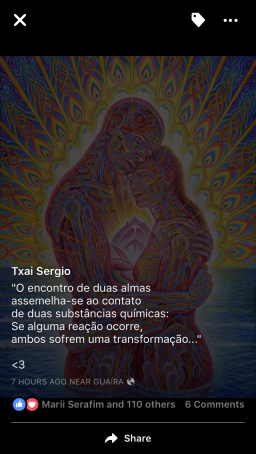 Txai Sergio
"O encontro de duas almas
assemelha-se ao contato
de duas substâncias químicas:
Se alguma reação ocorre,
ambos sofrem uma transformação..."
<3
7 HOURS AGO NEAR GUAÍRA
Marii Serafim and 110 others 6 Comments
Share